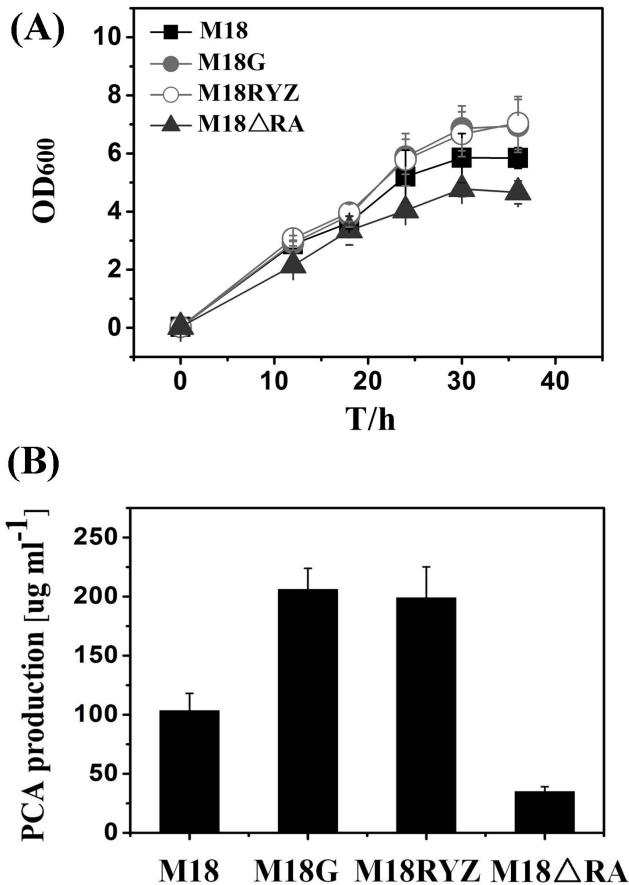 (A)
M18
M18G
M18RYZ
M18△RA
10
8
6
4
2
0
OD600
0 10 20 30 40
T/h
(B)
250
200
150
100
50
0
PCA production [ug ml-1]
M18 M18G M18RYZ M18△RA